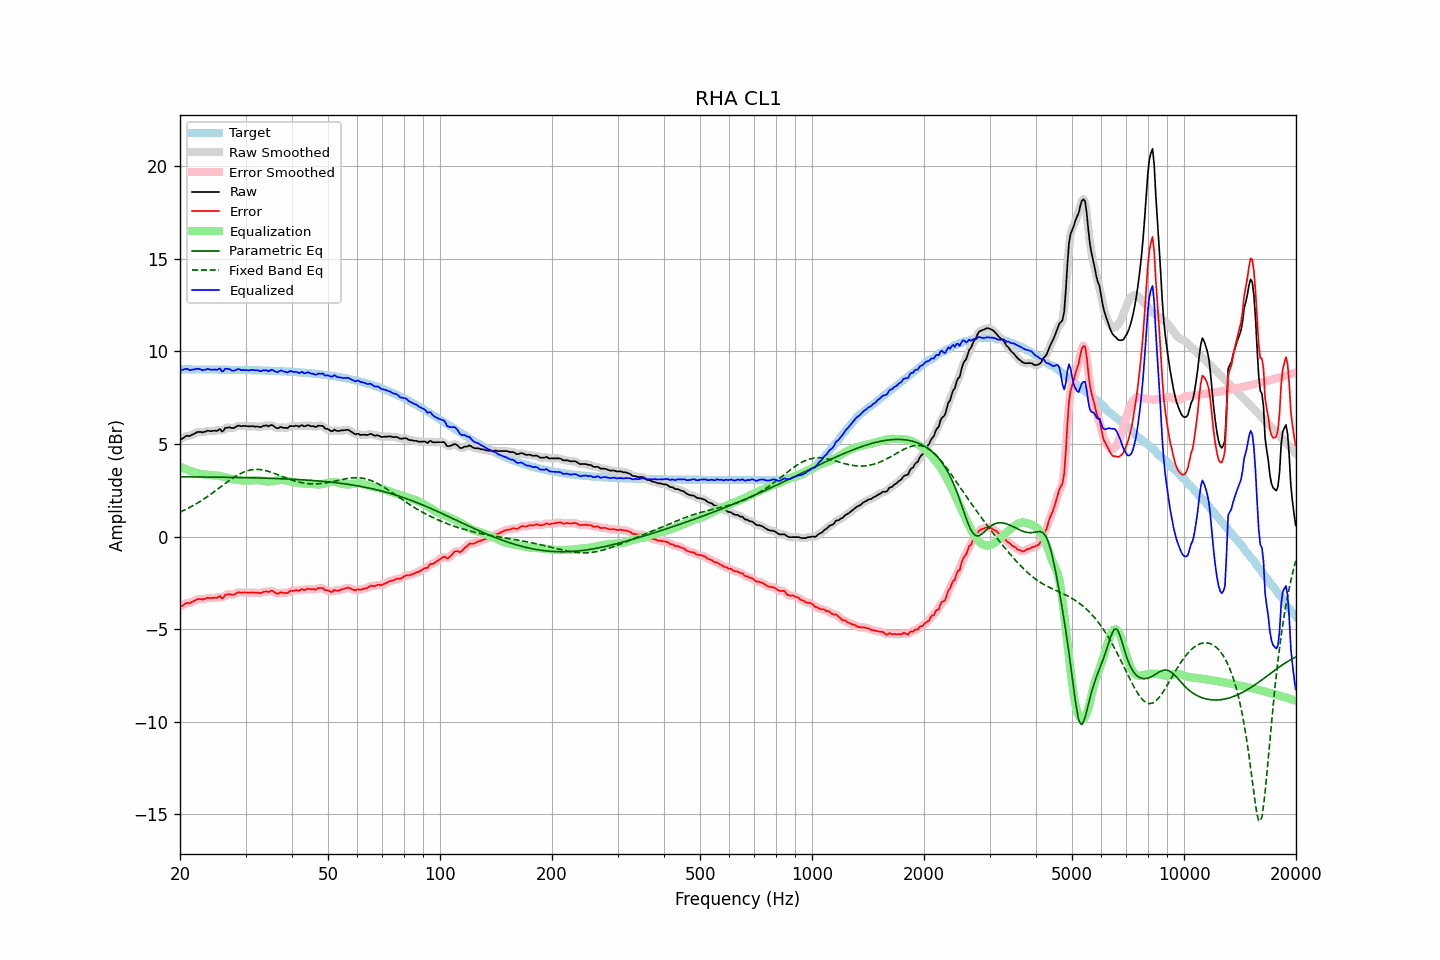 RHA CL1
Target
Raw Smoothed
Error Smoothed
Raw
Error
Equalization
Parametric Eq
Fixed Band Eq
Equalized
20
15
10
5
0
−5
−10
−15
Amplitude (dBr)
20 50 100 200 500 1000 2000 5000 10000 20000
Frequency (Hz)